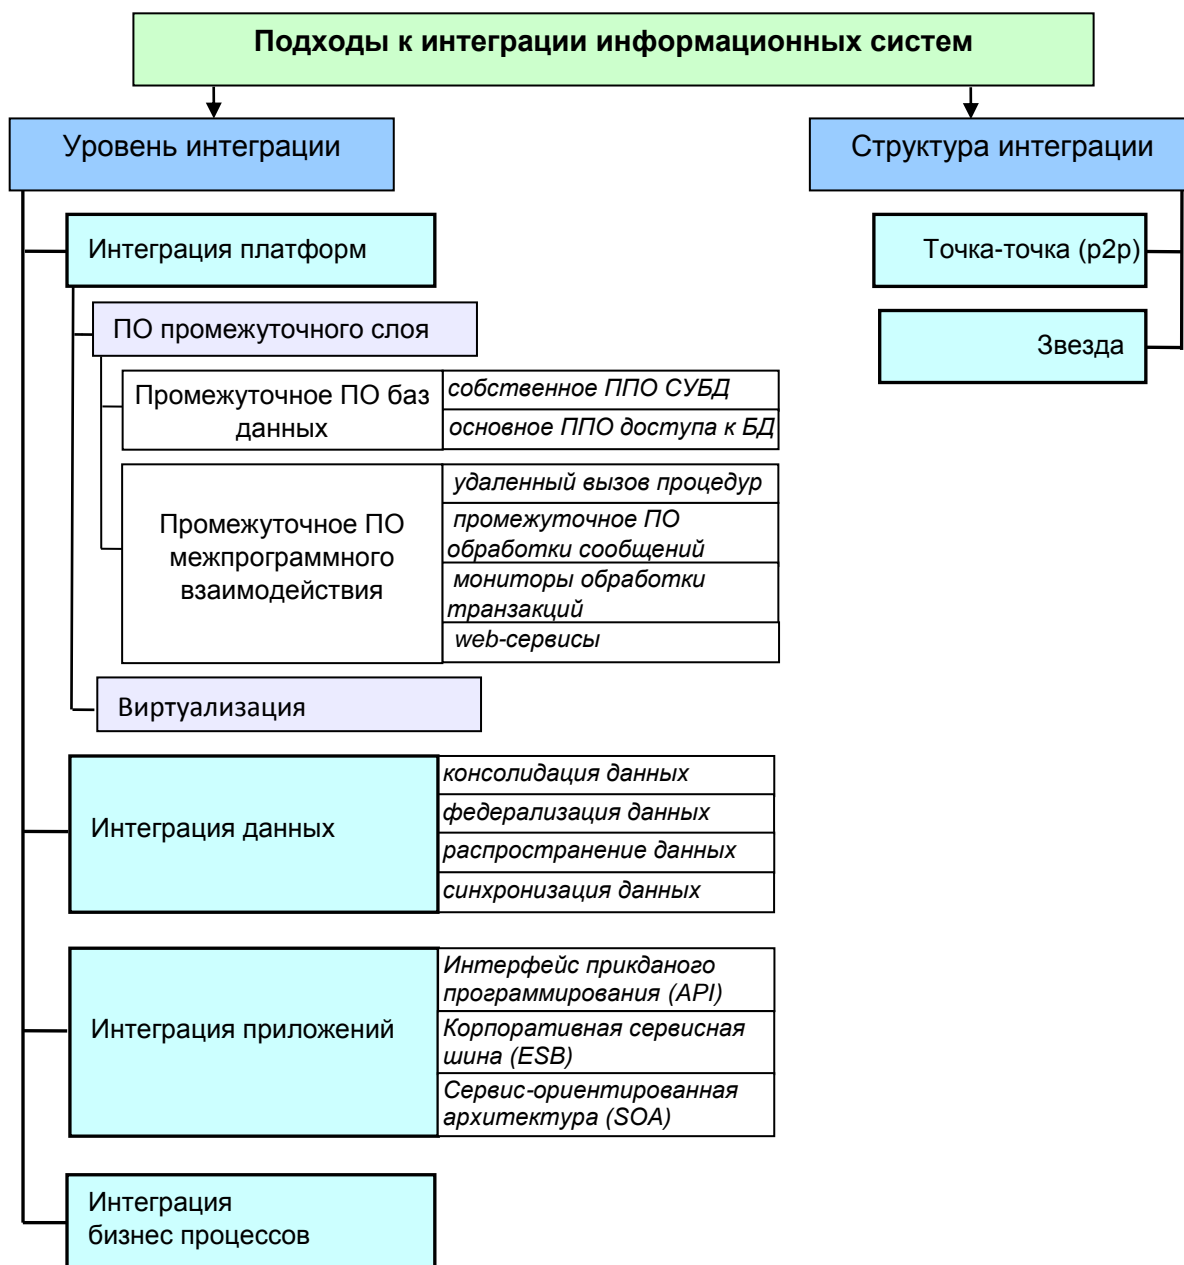 Подходы к интеграции информационных систем
Уровень интеграции
Структура интеграции
Интеграция платформ
Точка-точка (p2p)
Звезда
ПО промежуточного слоя
Промежуточное ПО баз
данных
собственное ППО СУБД
основное ППО доступа к БД
Промежуточное ПО
межпрограммного
взаимодействия
удаленный вызов процедур
промежуточное ПО
обработки сообщений
мониторы обработки
транзакций
web-сервисы
Виртуализация
Интеграция данных
консолидация данных
федерализация данных
распространение данных
синхронизация данных
Интеграция приложений
Интерфейс прикданого
программирования (API)
Корпоративная сервисная
шина (ESB)
Сервис-ориентированная
архитектура (SOA)
Интеграция
бизнес процессов